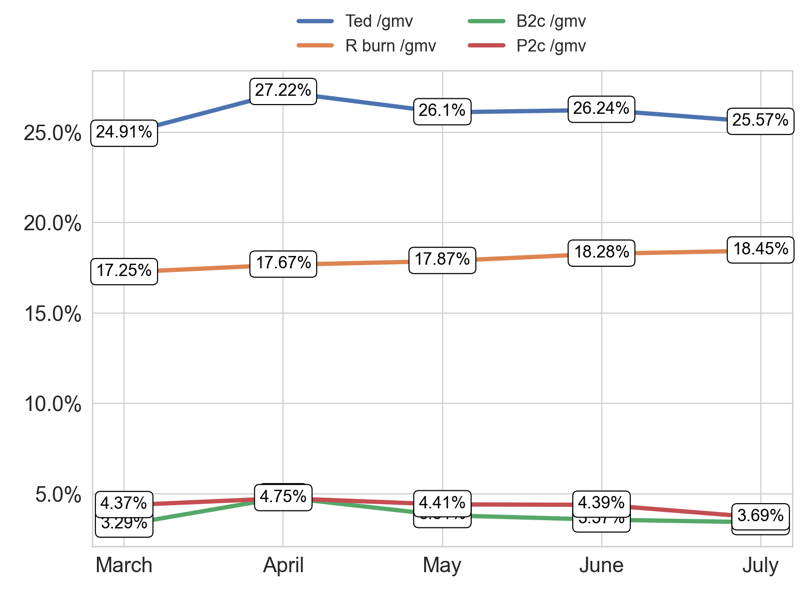 Ted /gmv B2c /gmv
R burn /gmv P2c /gmv
27.22%
26.1% 26.24%
25.0% 24.91% 25.57%
20.0%
17.25% 17.67% 17.87% 18.28% 18.45%
15.0%
10.0%
5.0% 4.37% 4.75% 4.41% 4.39% 3.69%
3.29%
March April May June July